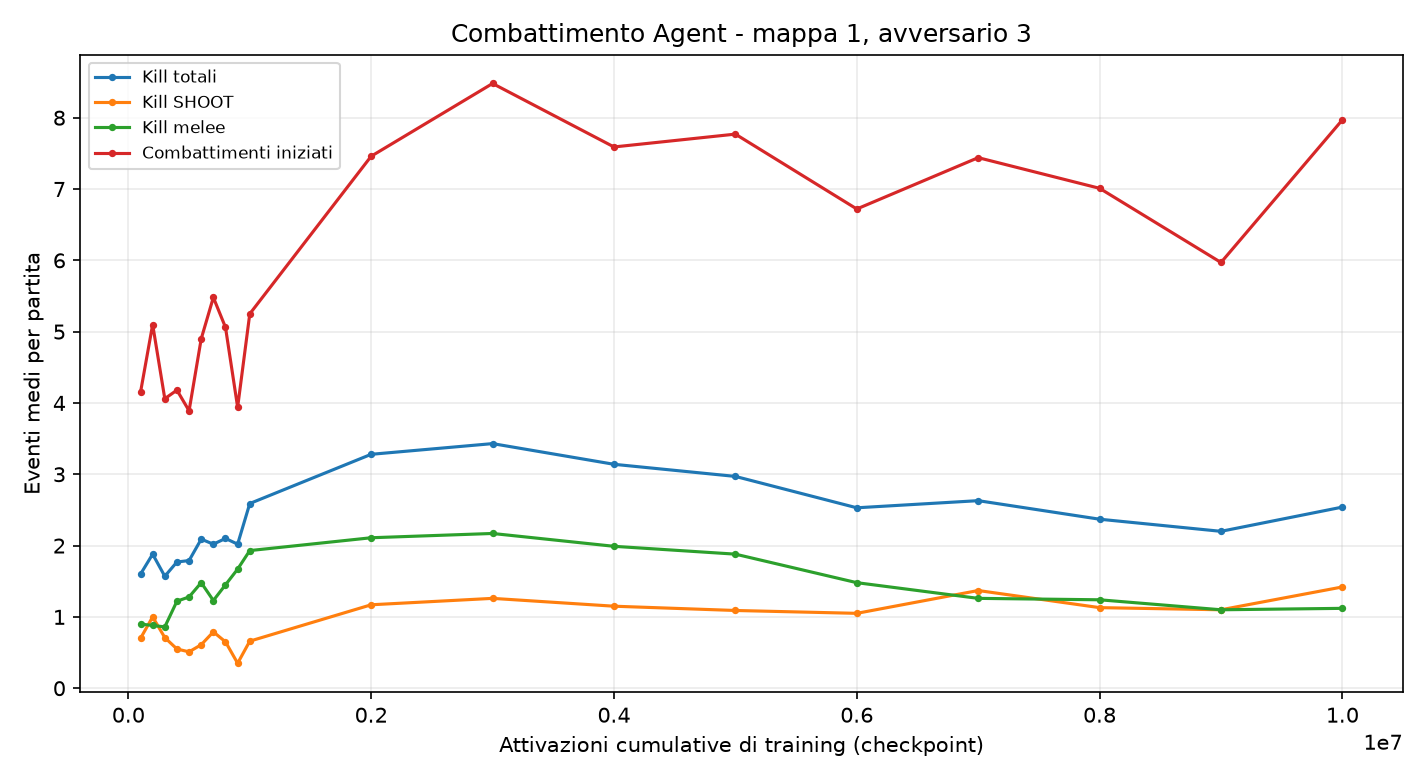 Combattimento Agent - mappa 1, avversario 3
Kill totali
Kill SHOOT
Kill melee
Combattimenti iniziati
Eventi medi per partita
8
7
6
5
4
3
2
1
0
0.0 0.2 0.4 0.6 0.8 1.0
1e7
Attivazioni cumulative di training (checkpoint)